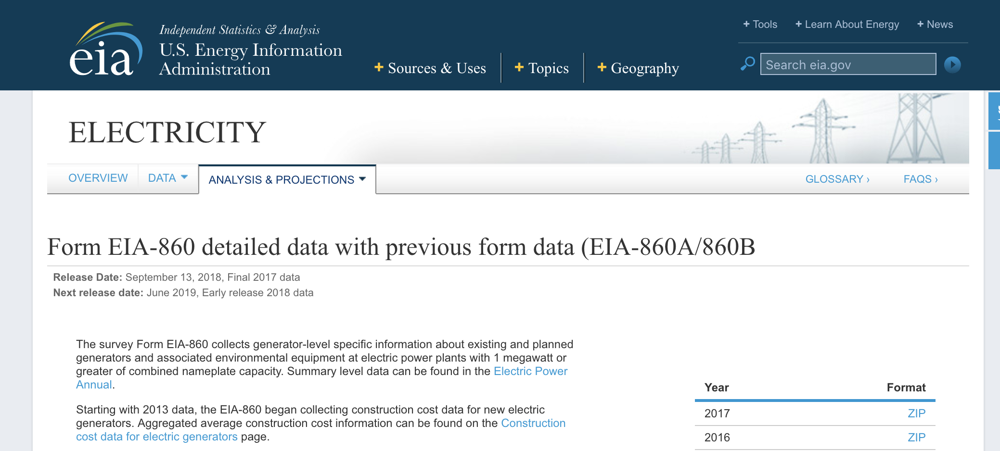 eia
Independent Statistics & Analysis
U.S. Energy Information
Administration
+ Sources & Uses
+ Topics
+ Geography
+ Tools
+ Learn About Energy
+ News
Search eia.gov
ELECTRICITY
OVERVIEW
DATA
ANALYSIS & PROJECTIONS
GLOSSARY ›
FAQS ›
Form EIA-860 detailed data with previous form data (EIA-860A/860B
Release Date: September 13, 2018, Final 2017 data
Next release date: June 2019, Early release 2018 data
The survey Form EIA-860 collects generator-level specific information about existing and planned
generators and associated environmental equipment at electric power plants with 1 megawatt or
greater of combined nameplate capacity. Summary level data can be found in the Electric Power
Annual.
Starting with 2013 data, the EIA-860 began collecting construction cost data for new electric
generators. Aggregated average construction cost information can be found on the Construction
cost data for electric generators page.
Year Format
2017 ZIP
2016 ZIP